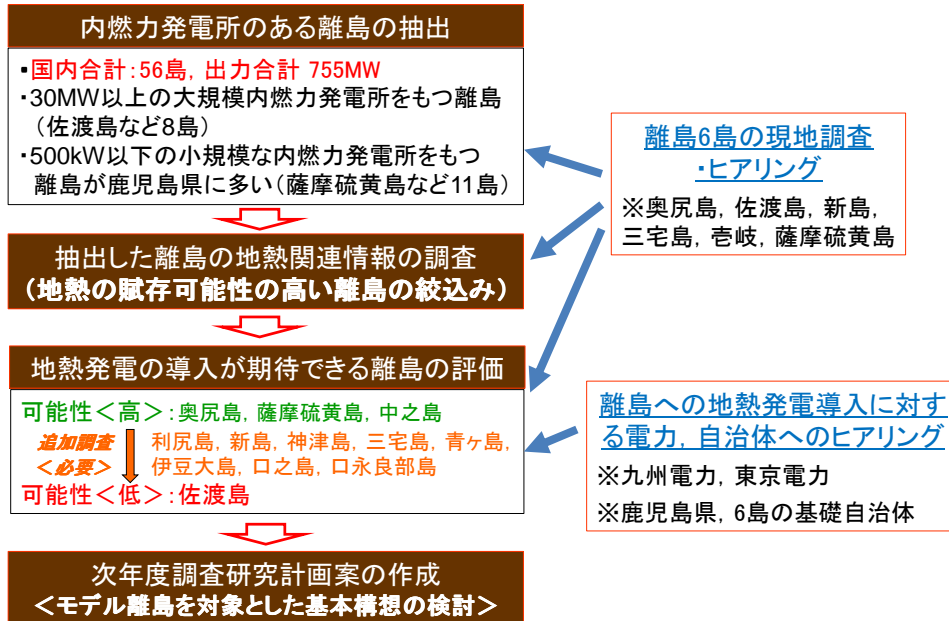 内燃力発電所のある離島の抽出
▪国内合計：56島，出力合計 755MW
・30MW以上の大規模内燃力発電所をもつ離島
（佐渡島など8島）
・500kW以下の小規模な内燃力発電所をもつ
離島が鹿児島県に多い（薩摩硫黄島など11島）
抽出した離島の地熱関連情報の調査
（地熱の賦存可能性の高い離島の絞込み）
地熱発電の導入が期待できる離島の評価
可能性＜高＞：奥尻島，薩摩硫黄島，中之島
追加調査
＜必要＞
利尻島，新島，神津島，三宅島，青ヶ島，
伊豆大島，口之島，口永良部島
可能性＜低＞：佐渡島
次年度調査研究計画案の作成
＜モデル離島を対象とした基本構想の検討＞
離島6島の現地調査
・ヒアリング
※奥尻島，佐渡島，新島，
三宅島，壱岐，薩摩硫黄島
離島への地熱発電導入に対す
る電力，自治体へのヒアリング
※九州電力，東京電力
※鹿児島県，6島の基礎自治体